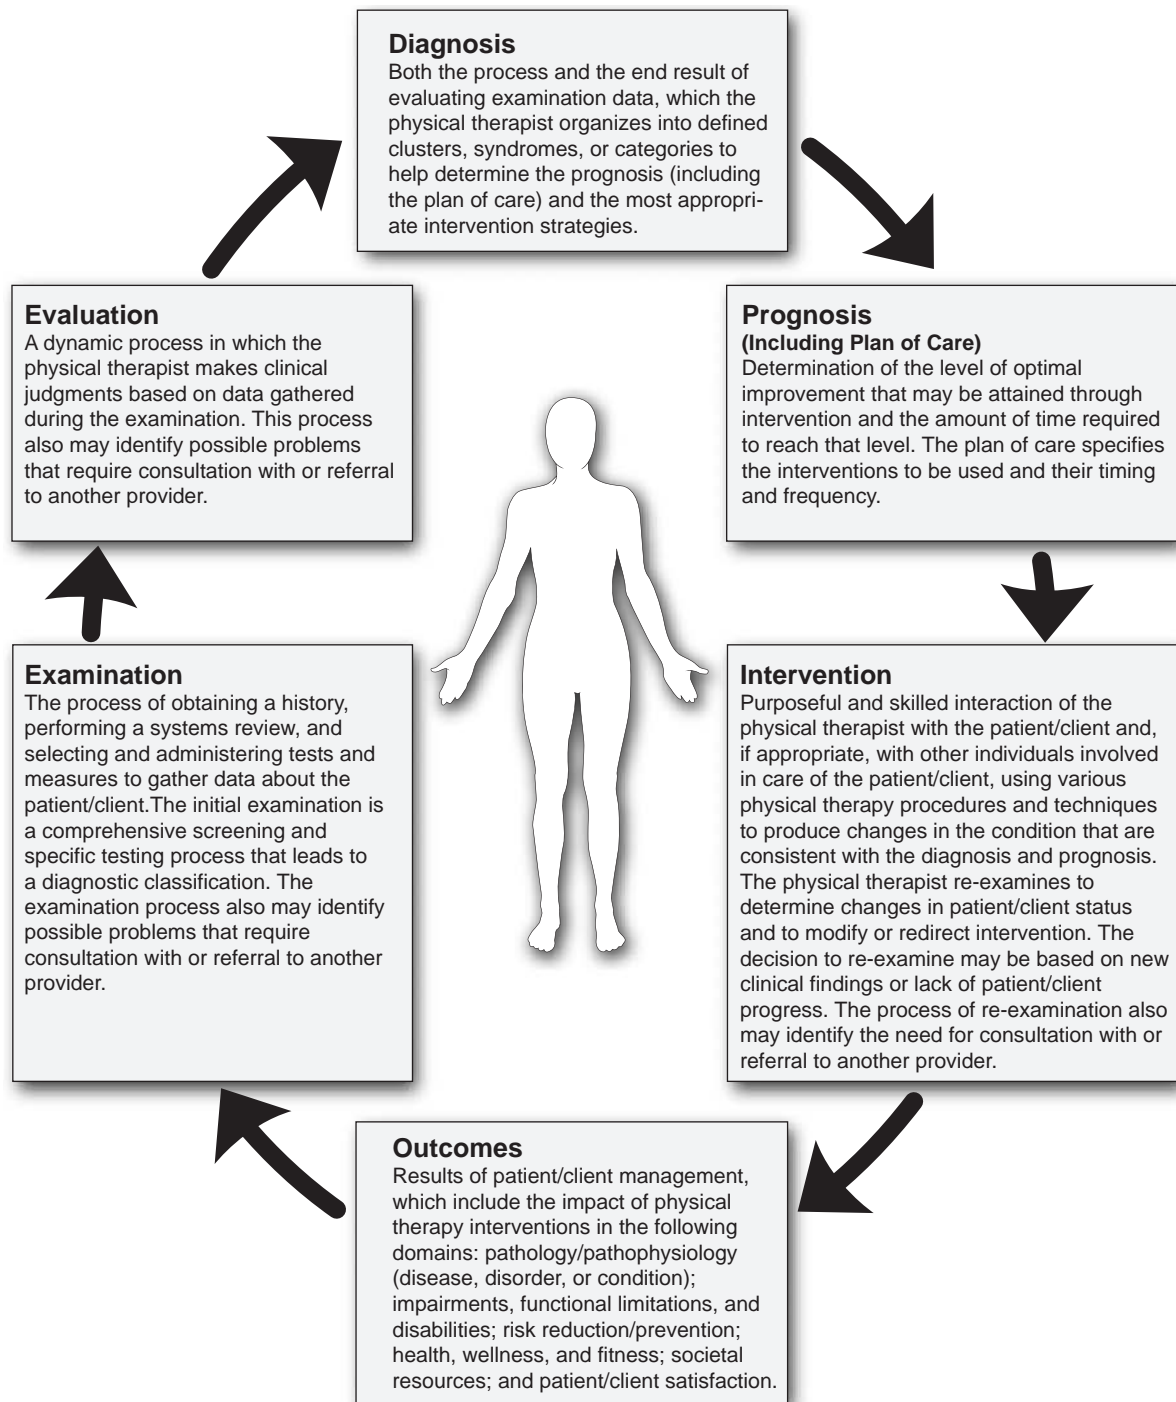 Diagnosis
Both the process and the end result of
evaluating examination data, which the
physical therapist organizes into defined
clusters, syndromes, or categories to
help determine the prognosis (including
the plan of care) and the most appropri-
ate intervention strategies.
Evaluation
A dynamic process in which the
physical therapist makes clinical
judgments based on data gathered
during the examination. This process
also may identify possible problems
that require consultation with or referral
to another provider.
Prognosis
(Including Plan of Care)
Determination of the level of optimal
improvement that may be attained through
intervention and the amount of time required
to reach that level. The plan of care specifies
the interventions to be used and their timing
and frequency.
Examination
The process of obtaining a history,
performing a systems review, and
selecting and administering tests and
measures to gather data about the
patient/client.The initial examination is
a comprehensive screening and
specific testing process that leads to
a diagnostic classification. The
examination process also may identify
possible problems that require
consultation with or referral to another
provider.
Intervention
Purposeful and skilled interaction of the
physical therapist with the patient/client and,
if appropriate, with other individuals involved
in care of the patient/client, using various
physical therapy procedures and techniques
to produce changes in the condition that are
consistent with the diagnosis and prognosis.
The physical therapist re-examines to
determine changes in patient/client status
and to modify or redirect intervention. The
decision to re-examine may be based on new
clinical findings or lack of patient/client
progress. The process of re-examination also
may identify the need for consultation with or
referral to another provider.
Outcomes
Results of patient/client management,
which include the impact of physical
therapy interventions in the following
domains: pathology/pathophysiology
(disease, disorder, or condition);
impairments, functional limitations, and
disabilities; risk reduction/prevention;
health, wellness, and fitness; societal
resources; and patient/client satisfaction.